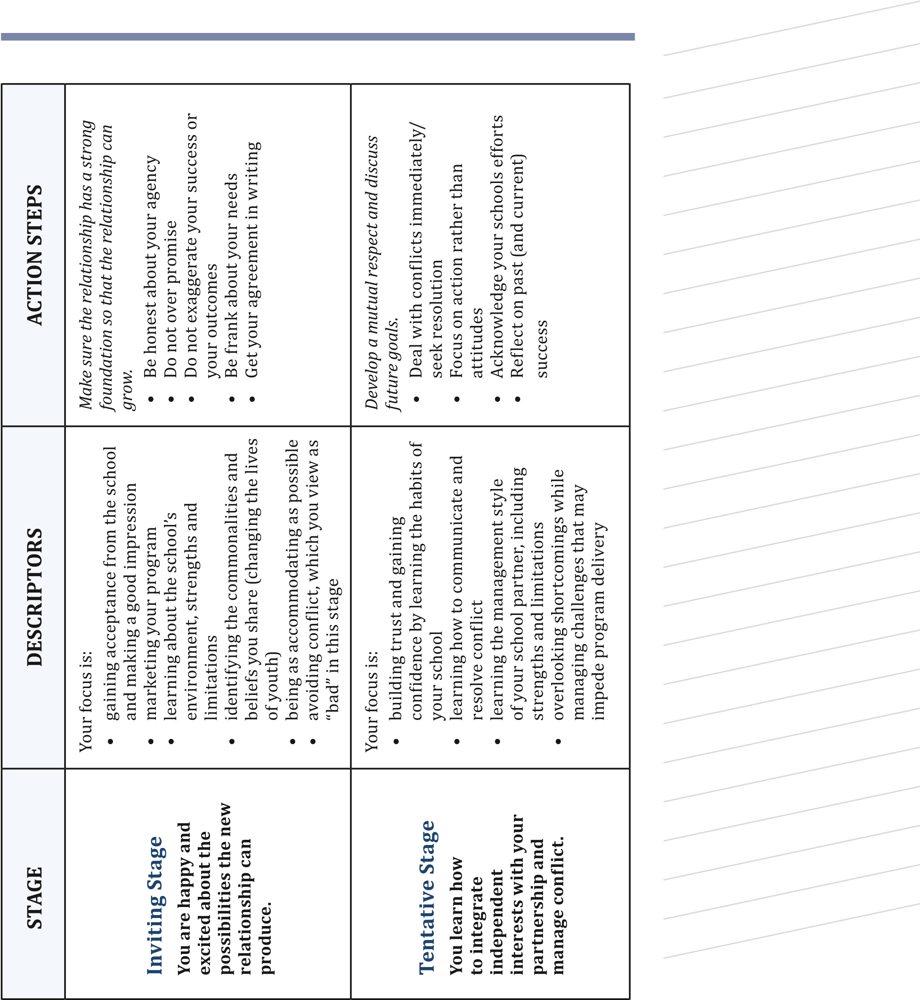 STAGE
DESCRIPTORS
ACTION STEPS
Inviting Stage
You are happy and
excited about the
possibilities the new
relationship can
produce.
Your focus is:
• gaining acceptance from the school
and making a good impression
• marketing your program
• learning about the school’s
environment, strengths and
limitations
• identifying the commonalities and
beliefs you share (changing the lives
of youth)
• being as accommodating as possible
• avoiding conflict, which you view as
“bad” in this stage
Make sure the relationship has a strong
foundation so that the relationship can
grow.
• Be honest about your agency
• Do not over promise
• Do not exaggerate your success or
your outcomes
• Be frank about your needs
• Get your agreement in writing
Tentative Stage
You learn how
to integrate
independent
interests with your
partnership and
manage conflict.
Your focus is:
• building trust and gaining
confidence by learning the habits of
your school
• learning how to communicate and
resolve conflict
• learning the management style
of your school partner, including
strengths and limitations
• overlooking shortcomings while
managing challenges that may
impede program delivery
Develop a mutual respect and discuss
future goals.
• Deal with conflicts immediately/
seek resolution
• Focus on action rather than
attitudes
• Acknowledge your schools efforts
• Reflect on past (and current)
success